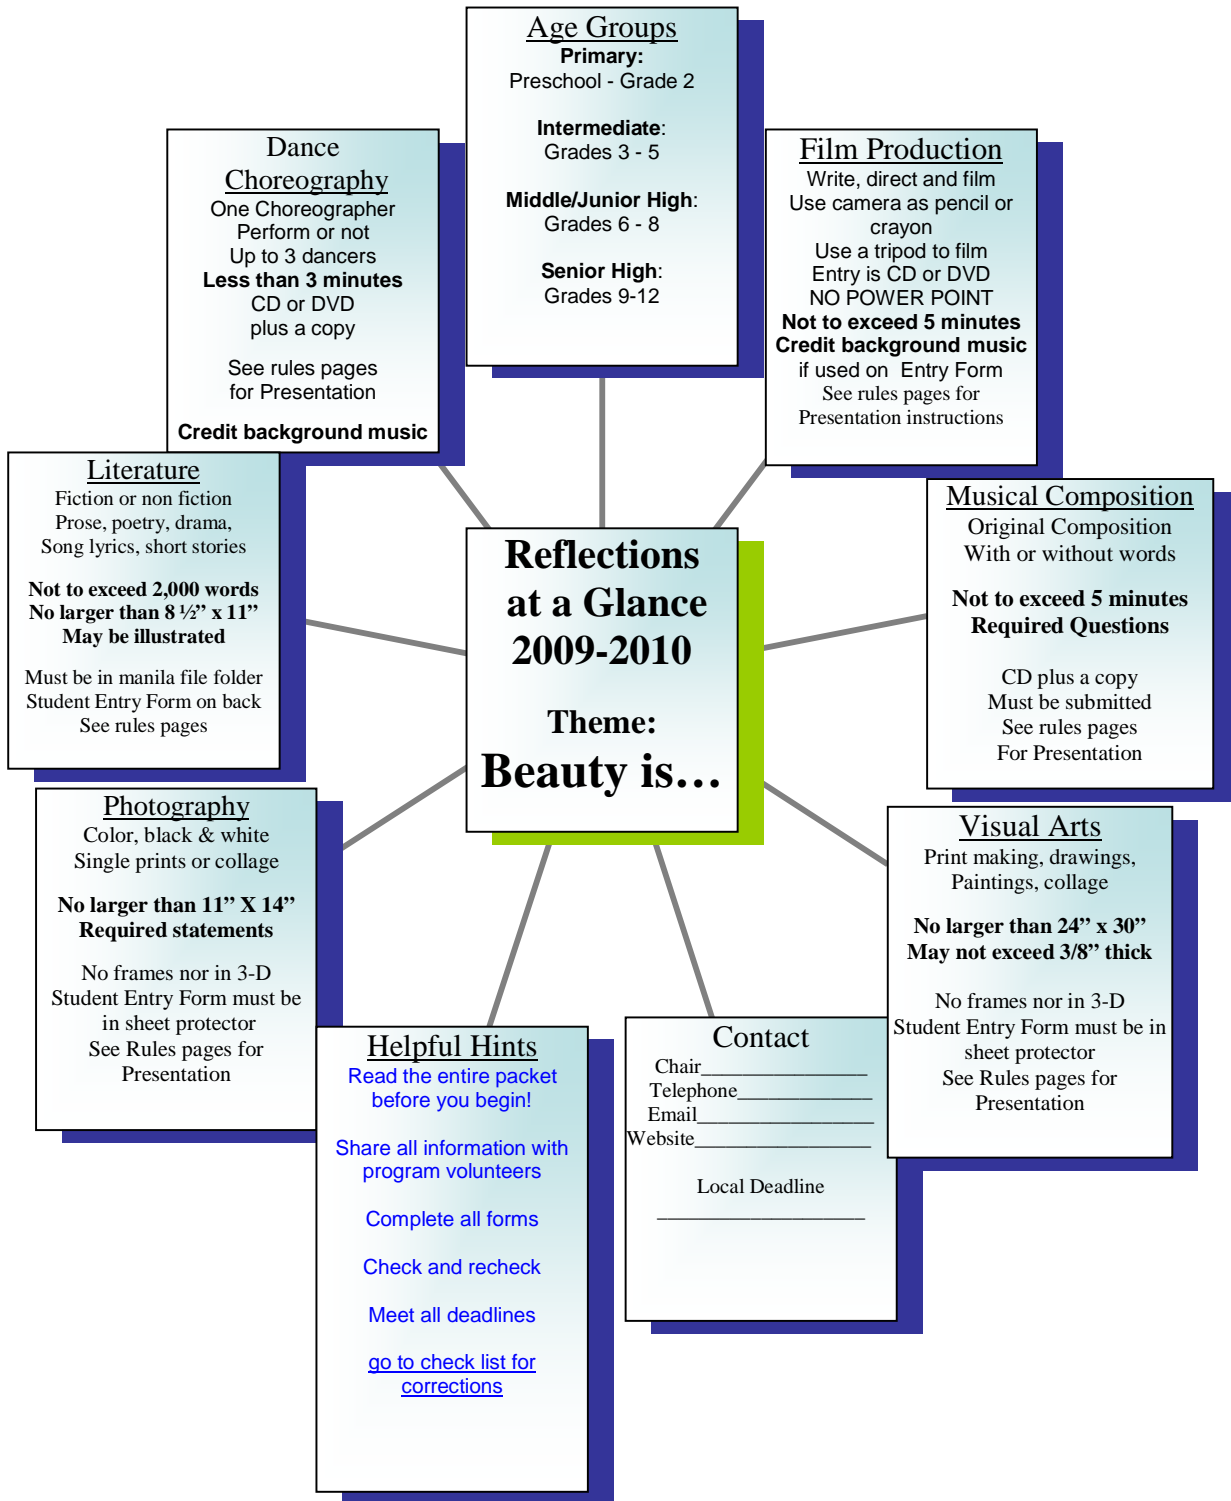 Age Groups
Primary:
Preschool - Grade 2
Intermediate:
Grades 3 - 5
Middle/Junior High:
Grades 6 - 8
Senior High:
Grades 9-12
Dance
Choreography
One Choreographer
Perform or not
Up to 3 dancers
Less than 3 minutes
CD or DVD
plus a copy
See rules pages
for Presentation
Credit background music
Film Production
Write, direct and film
Use camera as pencil or
crayon
Use a tripod to film
Entry is CD or DVD
NO POWER POINT
Not to exceed 5 minutes
Credit background music
if used on Entry Form
See rules pages for
Presentation instructions
Literature
Fiction or non fiction
Prose, poetry, drama,
Song lyrics, short stories
Not to exceed 2,000 words
No larger than 8 ½” x 11”
May be illustrated
Must be in manila file folder
Student Entry Form on back
See rules pages
Reflections
at a Glance
2009-2010
Theme:
Beauty is…
Musical Composition
Original Composition
With or without words
Not to exceed 5 minutes
Required Questions
CD plus a copy
Must be submitted
See rules pages
For Presentation
Photography
Color, black & white
Single prints or collage
No larger than 11” X 14”
Required statements
No frames nor in 3-D
Student Entry Form must be
in sheet protector
See Rules pages for
Presentation
Visual Arts
Print making, drawings,
Paintings, collage
No larger than 24” x 30”
May not exceed 3/8” thick
No frames nor in 3-D
Student Entry Form must be in
sheet protector
See Rules pages for
Presentation
Helpful Hints
Read the entire packet
before you begin!
Share all information with
program volunteers
Complete all forms
Check and recheck
Meet all deadlines
go to check list for
corrections
Contact
Chair_________________
Telephone______________
Email__________________
Website__________________
Local Deadline
_____________________